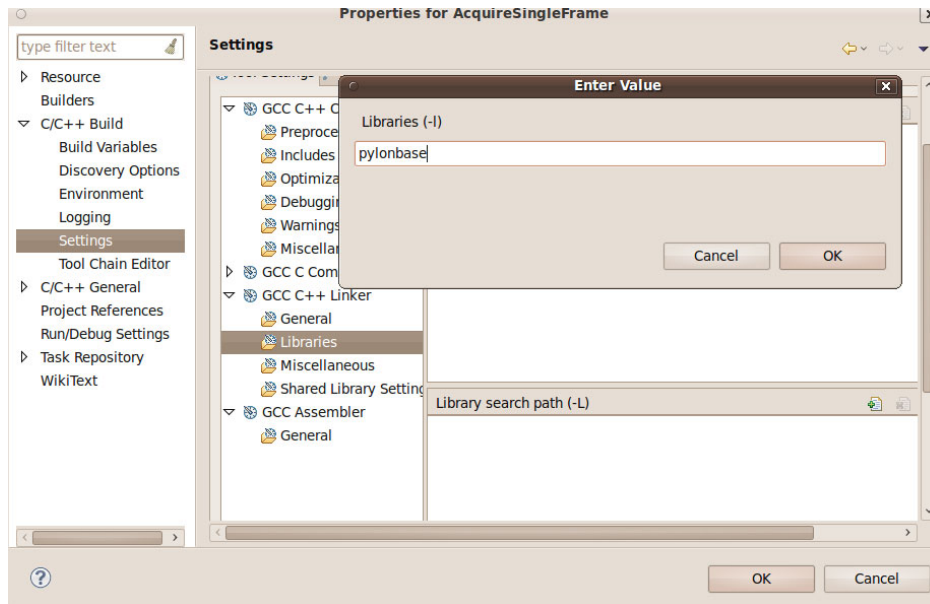 Properties for AcquireSingleFrame
type filter text
Settings
Resource
Builders
C/C++ Build
Build Variables
Discovery Options
Environment
Logging
Settings
Tool Chain Editor
C/C++ General
Project References
Run/Debug Settings
Task Repository
WikiText
GCC C++ C
Preproce
Includes
Optimiza
Debuggi
Warnings
Miscella
GCC C Com
GCC C++ Linker
General
Libraries
Miscellaneous
Shared Library Setting
GCC Assembler
General
Enter Value
Libraries (-l)
pylonbase
Cancel
OK
Library search path (-L)
OK
Cancel